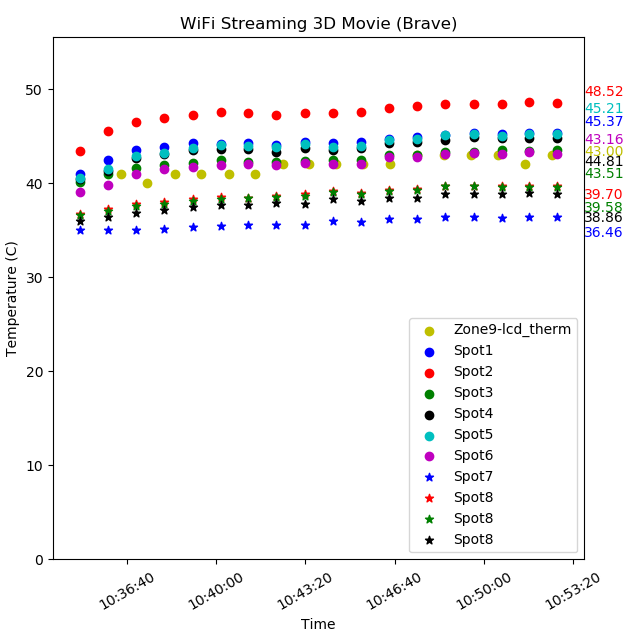 WiFi Streaming 3D Movie (Brave)
Temperature (C)
50
40
30
20
10
0
48.52
45.21
45.37
43.16
43.00
44.81
43.51
39.70
39.58
38.86
36.46
Zone9-lcd_therm
Spot1
Spot2
Spot3
Spot4
Spot5
Spot6
Spot7
Spot8
Spot8
Spot8
10:36:40
10:40:00
10:43:20
10:46:40
10:50:00
10:53:20
Time